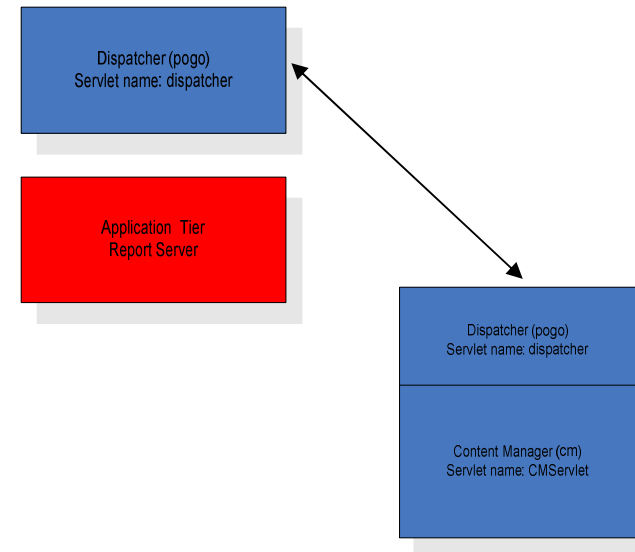 Dispatcher (pogo)
Servlet name: dispatcher
Application Tier
Report Server
Dispatcher (pogo)
Servlet name: dispatcher
Content Manager (cm)
Servlet name: CMServlet